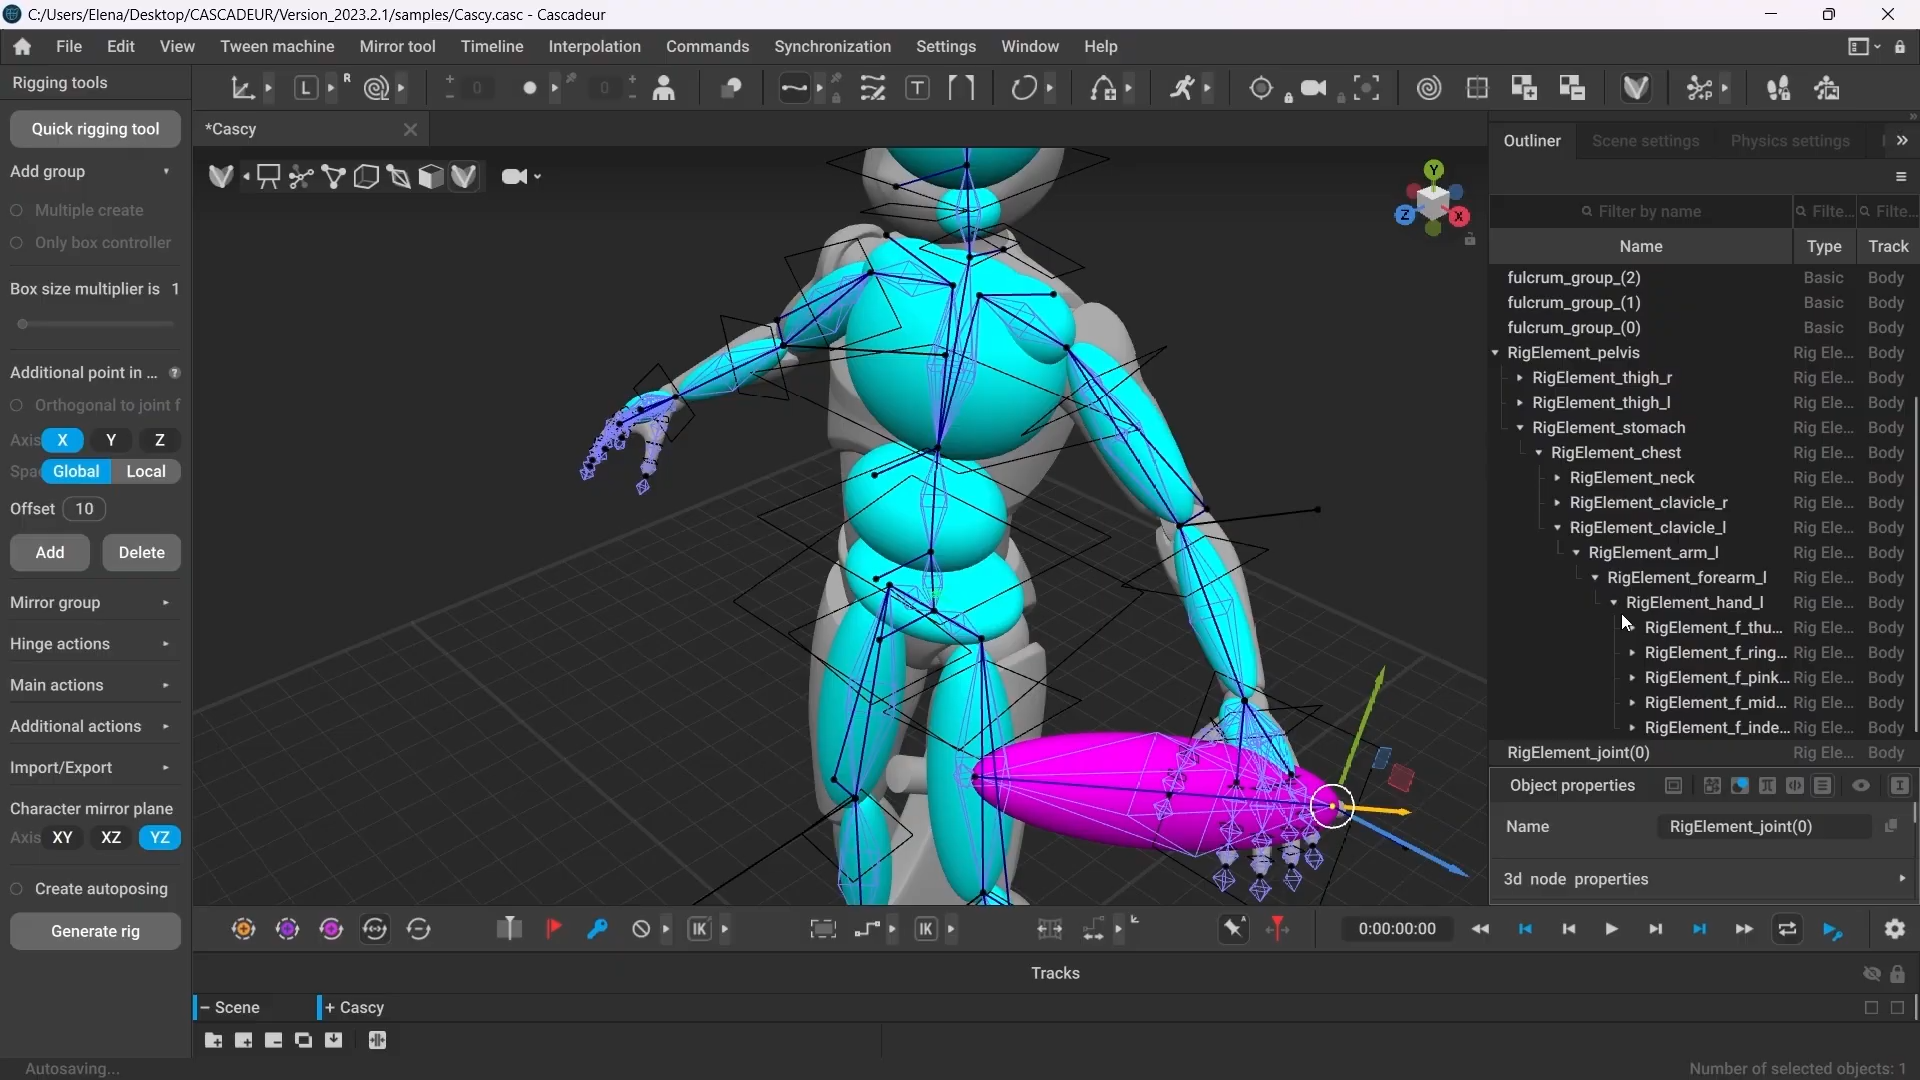 C:/Users/Elena/Desktop/CASCADEUR/Version_2023.2.1/samples/Cascy.casc - Cascadeur
File Edit View Tween machine Mirror tool Timeline Interpolation Commands Synchronization Settings Window Help
Rigging tools
L R 0 0 T P
Quick rigging tool
*Cascy
Outliner Scene settings Physics settings
Add group
Multiple create
Only box controller
Y Z X
Filter by name Filte... Filte...
Name Type Track
Box size multiplier is 1
fulcrum_group_(2) Basic Body
fulcrum_group_(1) Basic Body
fulcrum_group_(0) Basic Body
RigElement_pelvis Rig Ele... Body
RigElement_thigh_r Rig Ele... Body
RigElement_thigh_l Rig Ele... Body
RigElement_stomach Rig Ele... Body
RigElement_chest Rig Ele... Body
RigElement_neck Rig Ele... Body
RigElement_clavicle_r Rig Ele... Body
RigElement_clavicle_l Rig Ele... Body
RigElement_arm_l Rig Ele... Body
RigElement_forearm_l Rig Ele... Body
RigElement_hand_l Rig Ele... Body
RigElement_f_thu... Rig Ele... Body
RigElement_f_ring... Rig Ele... Body
RigElement_f_pink... Rig Ele... Body
RigElement_f_mid... Rig Ele... Body
RigElement_f_inde... Rig Ele... Body
RigElement_joint(0) Rig Ele... Body
Additional point in ... ?
Orthogonal to joint f
Axis X Y Z
Spa Global Local
Offset 10
Add Delete
Mirror group
Hinge actions
Main actions
Additional actions
Import/Export
Character mirror plane
Axis XY XZ YZ
Create autoposing
Generate rig
Object properties
Name RigElement_joint(0)
3d node properties
IK IK A 0:00:00:00
Tracks
- Scene + Cascy
Autosaving...
Number of selected objects: 1